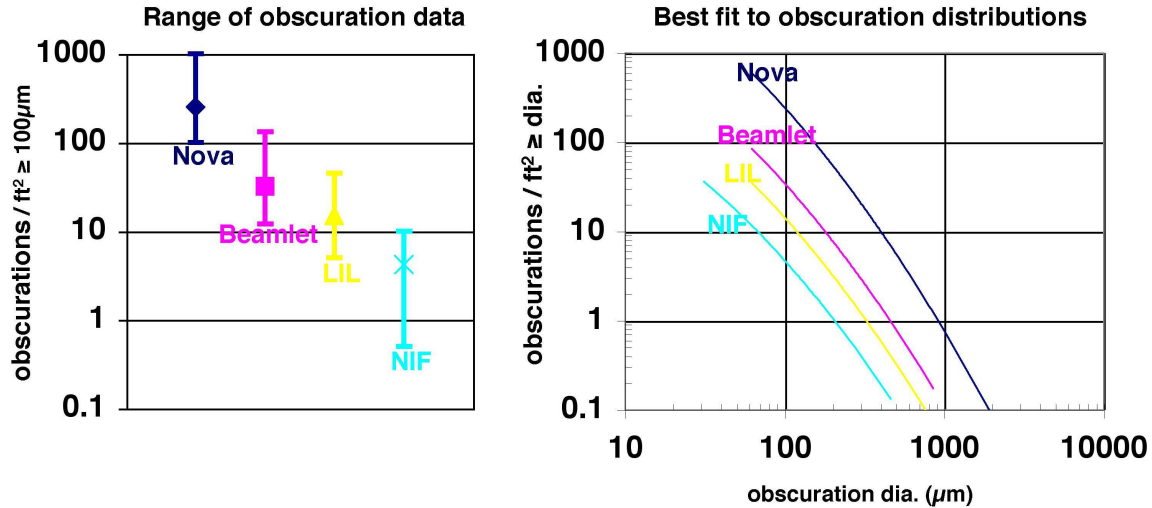 Range of obscuration data
obscurations / ft² ≥ 100μm
1000
100
10
1
0.1
Nova
Beamlet
LIL
NIF
Best fit to obscuration distributions
obscurations / ft² ≥ dia.
1000
100
10
1
0.1
Nova
Beamlet
LIL
NIF
10 100 1000 10000
obscuration dia. (μm)